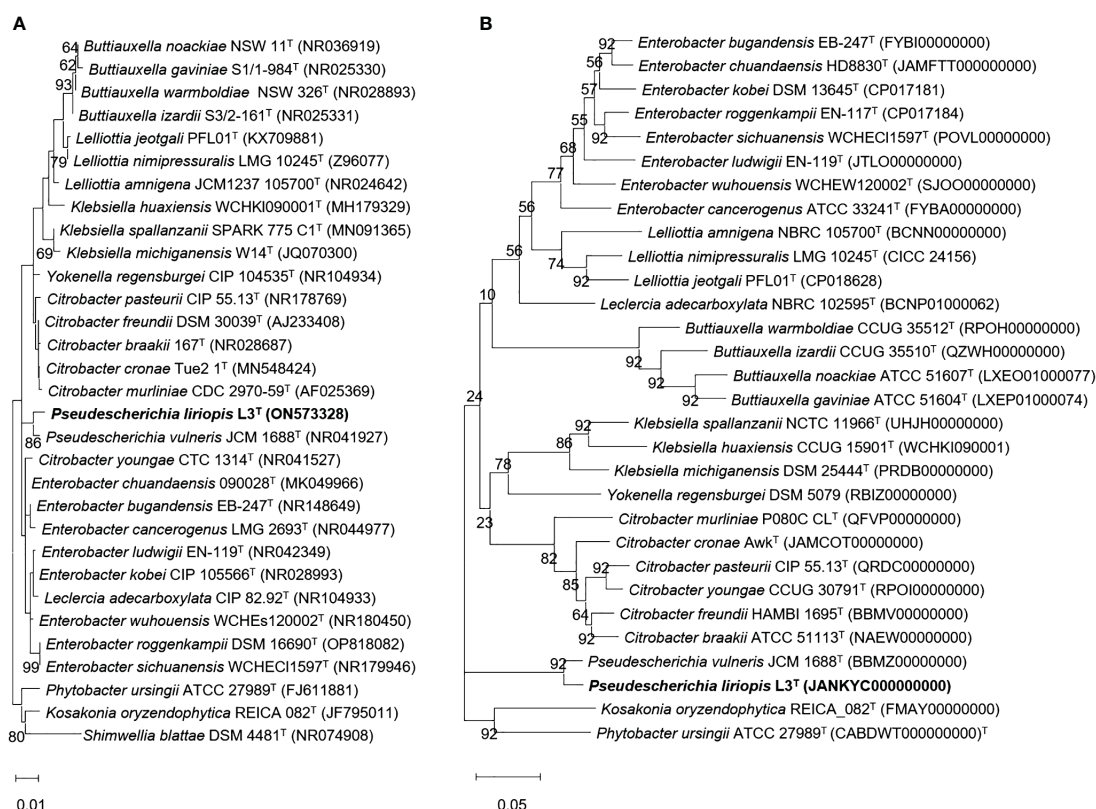 A
64 Buttiauxella noackiae NSW 11ᵀ (NR036919)
62
Buttiauxella gaviniae S1/1-984ᵀ (NR025330)
93
Buttiauxella warmboldiae NSW 326ᵀ (NR028893)
Buttiauxella izardii S3/2-161ᵀ (NR025331)
Lelliottia jeotgali PFL01ᵀ (KX709881)
79 Lelliottia nimipressuralis LMG 10245ᵀ (Z96077)
Lelliottia amnigena JCM1237 105700ᵀ (NR024642)
Klebsiella huaxiensis WCHKl090001ᵀ (MH179329)
Klebsiella spallanzanii SPARK 775 C1ᵀ (MN091365)
69 Klebsiella michiganensis W14ᵀ (JQ070300)
Yokenella regensburgei CIP 104535ᵀ (NR104934)
Citrobacter pasteurii CIP 55.13ᵀ (NR178769)
Citrobacter freundii DSM 30039ᵀ (AJ233408)
Citrobacter braakii 167ᵀ (NR028687)
Citrobacter cronae Tue2 1ᵀ (MN548424)
Citrobacter murliniae CDC 2970-59ᵀ (AF025369)
Pseudescherichia liriopis L3ᵀ (ON573328)
86 Pseudescherichia vulneris JCM 1688ᵀ (NR041927)
Citrobacter youngae CTC 1314ᵀ (NR041527)
Enterobacter chuandaensis 090028ᵀ (MK049966)
Enterobacter bugandensis EB-247ᵀ (NR148649)
Enterobacter cancerogenus LMG 2693ᵀ (NR044977)
Enterobacter ludwigii EN-119ᵀ (NR042349)
Enterobacter kobei CIP 105566ᵀ (NR028993)
Leclercia adecarboxylata CIP 82.92ᵀ (NR104933)
Enterobacter wuhouensis WCHEs120002ᵀ (NR180450)
Enterobacter roggenkampii DSM 16690ᵀ (OP818082)
99 Enterobacter sichuanensis WCHECl1597ᵀ (NR179946)
Phytobacter ursingii ATCC 27989ᵀ (FJ611881)
Kosakonia oryzendophytica REICA 082ᵀ (JF795011)
80 Shimwellia blattae DSM 4481ᵀ (NR074908)
0.01
B
92 Enterobacter bugandensis EB-247ᵀ (FYBI00000000)
56 Enterobacter chuandaensis HD8830ᵀ (JAMFTT000000000)
57 Enterobacter kobei DSM 13645ᵀ (CP017181)
Enterobacter roggenkampii EN-117ᵀ (CP017184)
55
92 Enterobacter sichuanensis WCHECl1597ᵀ (POVL00000000)
68 Enterobacter ludwigii EN-119ᵀ (JTLO00000000)
77 Enterobacter wuhouensis WCHEW120002ᵀ (SJOO00000000)
56 Enterobacter cancerogenus ATCC 33241ᵀ (FYBA00000000)
Lelliottia amnigena NBRC 105700ᵀ (BCNN00000000)
56
74 Lelliottia nimipressuralis LMG 10245ᵀ (CICC 24156)
92 Lelliottia jeotgali PFL01ᵀ (CP018628)
10 Leclercia adecarboxylata NBRC 102595ᵀ (BCNP01000062)
Buttiauxella warmboldiae CCUG 35512ᵀ (RPOH00000000)
92 Buttiauxella izardii CCUG 35510ᵀ (QZWH00000000)
92 Buttiauxella noackiae ATCC 51607ᵀ (LXEO01000077)
92 Buttiauxella gaviniae ATCC 51604ᵀ (LXEP01000074)
24
92 Klebsiella spallanzanii NCTC 11966ᵀ (UHJH00000000)
86 Klebsiella huaxiensis CCUG 15901ᵀ (WCHKI090001)
78 Klebsiella michiganensis DSM 25444ᵀ (PRDB00000000)
Yokenella regensburgei DSM 5079 (RBIZ00000000)
23 Citrobacter murliniae P080C CLᵀ (QFVP00000000)
82 Citrobacter cronae Awkᵀ (JAMCOT00000000)
92 Citrobacter pasteurii CIP 55.13ᵀ (QRDC00000000)
85 Citrobacter youngae CCUG 30791ᵀ (RPOI00000000)
64 Citrobacter freundii HAMBI 1695ᵀ (BBMV00000000)
92 Citrobacter braakii ATCC 51113ᵀ (NAEW00000000)
92 Pseudescherichia vulneris JCM 1688ᵀ (BBMZ00000000)
Pseudescherichia liriopis L3ᵀ (JANKYC000000000)
Kosakonia oryzendophytica REICA_082ᵀ (FMAY00000000)
92 Phytobacter ursingii ATCC 27989ᵀ (CABDWT000000000)ᵀ
0.05